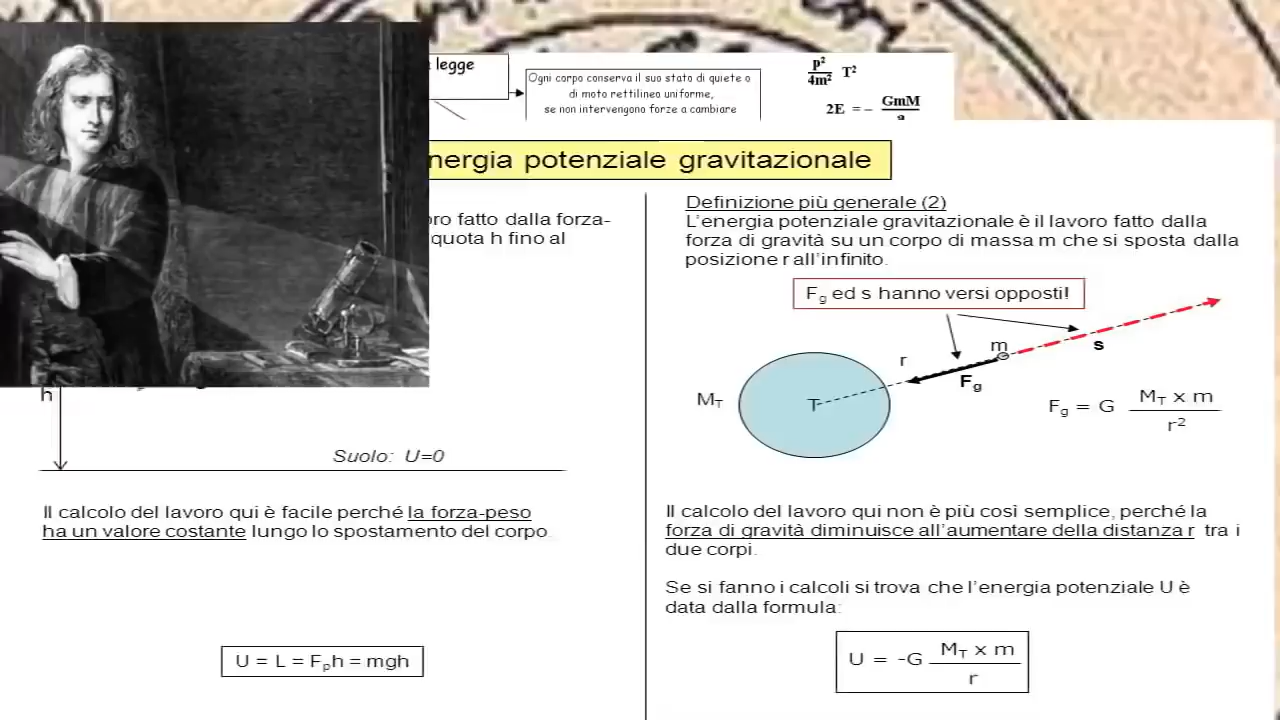 legge
Ogni corpo conserva il suo stato di quiete o
di moto rettilineo uniforme,
se non intervengono forze a cambiare
p²
4m² T²
2E = - GmM
a
nergia potenziale gravitazionale
oro fatto dalla forza-
quota h fino al
h
Suolo: U=0
Il calcolo del lavoro qui è facile perché la forza-peso
ha un valore costante lungo lo spostamento del corpo.
U = L = Fₚh = mgh
Definizione più generale (2)
L'energia potenziale gravitazionale è il lavoro fatto dalla
forza di gravità su un corpo di massa m che si sposta dalla
posizione r all'infinito.
Fg ed s hanno versi opposti!
m
s
r
Fg
MT
T
Fg = G MT x m
r²
Il calcolo del lavoro qui non è più così semplice, perché la
forza di gravità diminuisce all'aumentare della distanza r tra i
due corpi.
Se si fanno i calcoli si trova che l'energia potenziale U è
data dalla formula:
U = -G MT x m
r